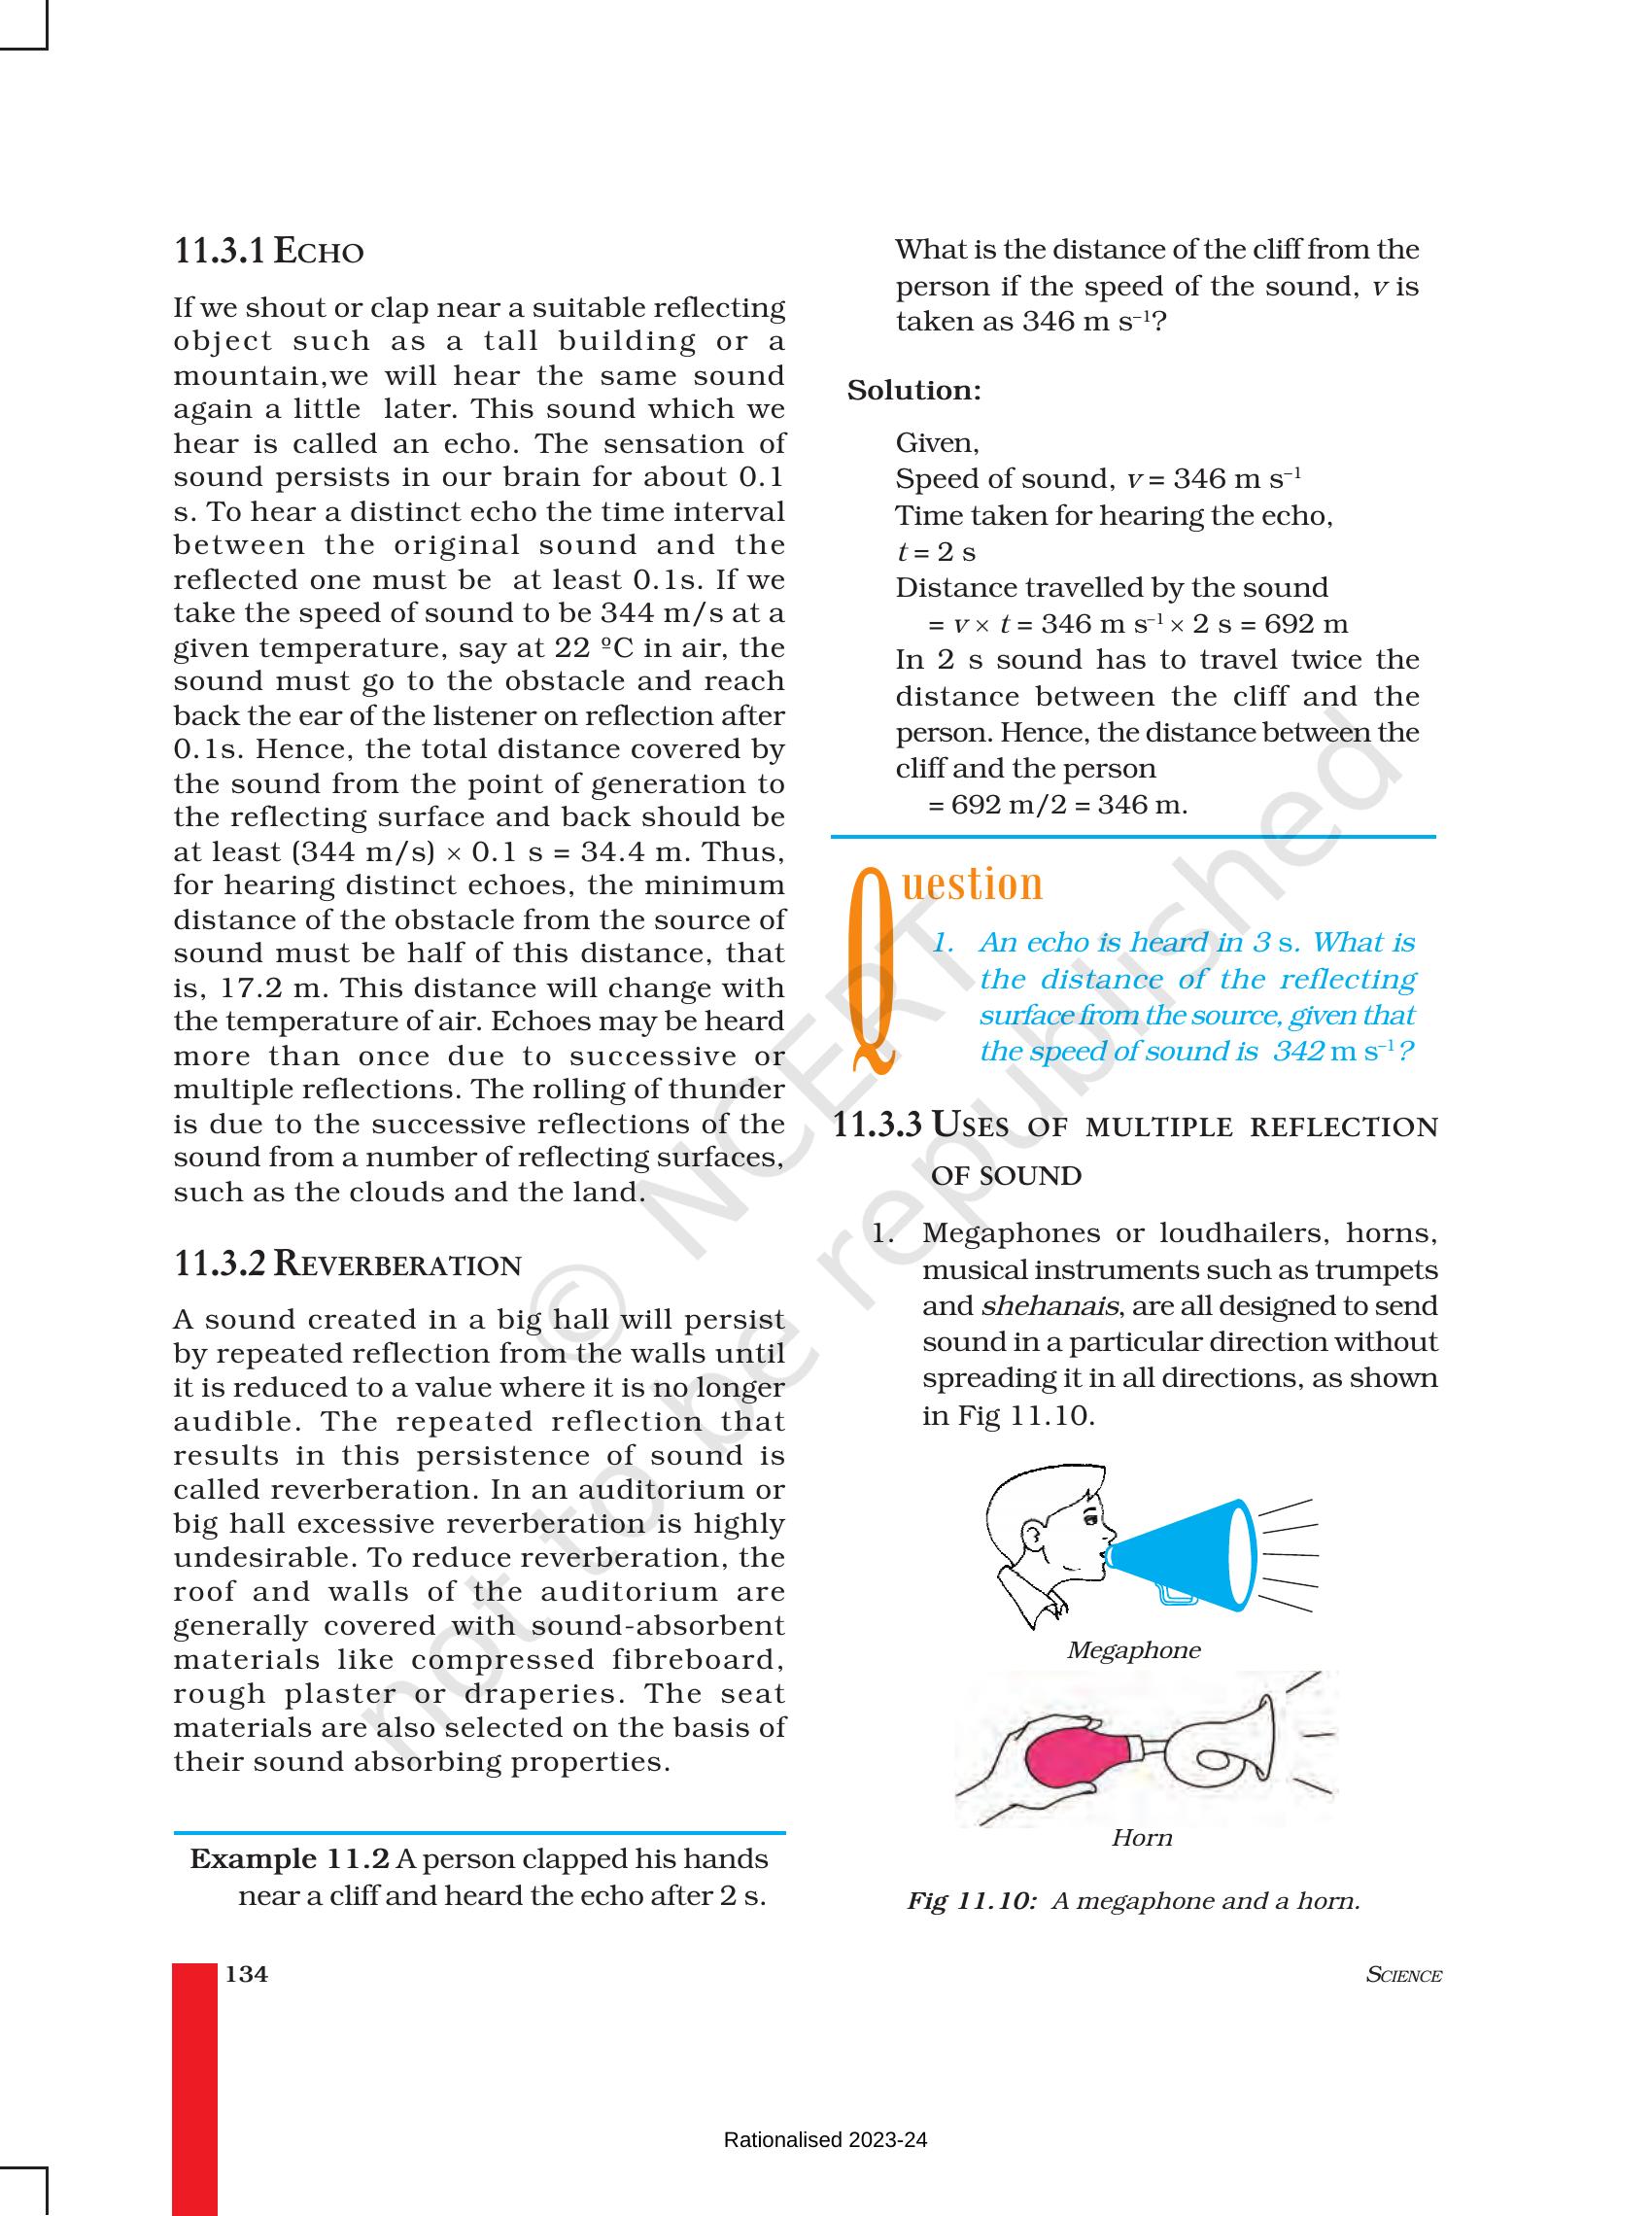 11.3.1 ECHO
If we shout or clap near a suitable reflecting
object such as a tall building or a
mountain,we will hear the same sound
again a little later. This sound which we
hear is called an echo. The sensation of
sound persists in our brain for about 0.1
s. To hear a distinct echo the time interval
between the original sound and the
reflected one must be at least 0.1s. If we
take the speed of sound to be 344 m/s at a
given temperature, say at 22 ºC in air, the
sound must go to the obstacle and reach
back the ear of the listener on reflection after
0.1s. Hence, the total distance covered by
the sound from the point of generation to
the reflecting surface and back should be
at least (344 m/s) × 0.1 s = 34.4 m. Thus,
for hearing distinct echoes, the minimum
distance of the obstacle from the source of
sound must be half of this distance, that
is, 17.2 m. This distance will change with
the temperature of air. Echoes may be heard
more than once due to successive or
multiple reflections. The rolling of thunder
is due to the successive reflections of the
sound from a number of reflecting surfaces,
such as the clouds and the land.
11.3.2 REVERBERATION
A sound created in a big hall will persist
by repeated reflection from the walls until
it is reduced to a value where it is no longer
audible. The repeated reflection that
results in this persistence of sound is
called reverberation. In an auditorium or
big hall excessive reverberation is highly
undesirable. To reduce reverberation, the
roof and walls of the auditorium are
generally covered with sound-absorbent
materials like compressed fibreboard,
rough plaster or draperies. The seat
materials are also selected on the basis of
their sound absorbing properties.
Example 11.2 A person clapped his hands
near a cliff and heard the echo after 2 s.
What is the distance of the cliff from the
person if the speed of the sound, v is
taken as 346 m s⁻¹?
Solution:
Given,
Speed of sound, v = 346 m s⁻¹
Time taken for hearing the echo,
t = 2 s
Distance travelled by the sound
= v × t = 346 m s⁻¹ × 2 s = 692 m
In 2 s sound has to travel twice the
distance between the cliff and the
person. Hence, the distance between the
cliff and the person
= 692 m/2 = 346 m.
Question
1. An echo is heard in 3 s. What is
the distance of the reflecting
surface from the source, given that
the speed of sound is 342 m s⁻¹?
11.3.3 USES OF MULTIPLE REFLECTION
OF SOUND
1. Megaphones or loudhailers, horns,
musical instruments such as trumpets
and shehanais, are all designed to send
sound in a particular direction without
spreading it in all directions, as shown
in Fig 11.10.
Megaphone
Horn
Fig 11.10: A megaphone and a horn.
134
SCIENCE
Rationalised 2023-24
© NCERT
not to be republished